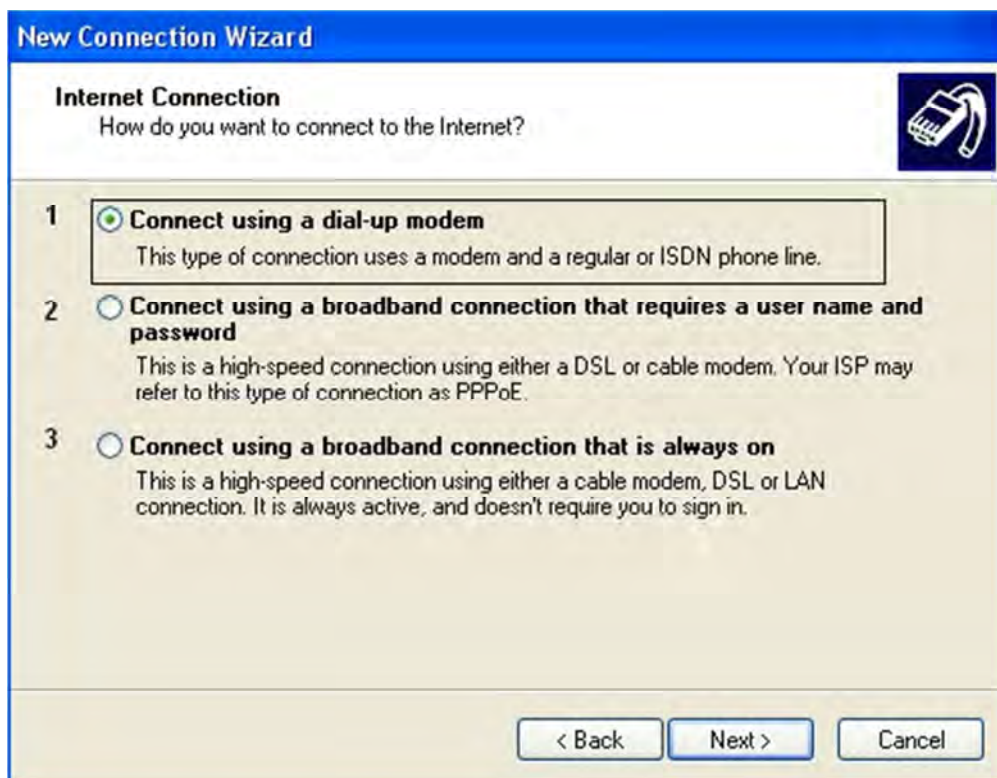 New Connection Wizard
Internet Connection
How do you want to connect to the Internet?
1 Connect using a dial-up modem
This type of connection uses a modem and a regular or ISDN phone line.
2 Connect using a broadband connection that requires a user name and
password
This is a high-speed connection using either a DSL or cable modem. Your ISP may
refer to this type of connection as PPPoE.
3 Connect using a broadband connection that is always on
This is a high-speed connection using either a cable modem, DSL or LAN
connection. It is always active, and doesn't require you to sign in.
< Back Next > Cancel